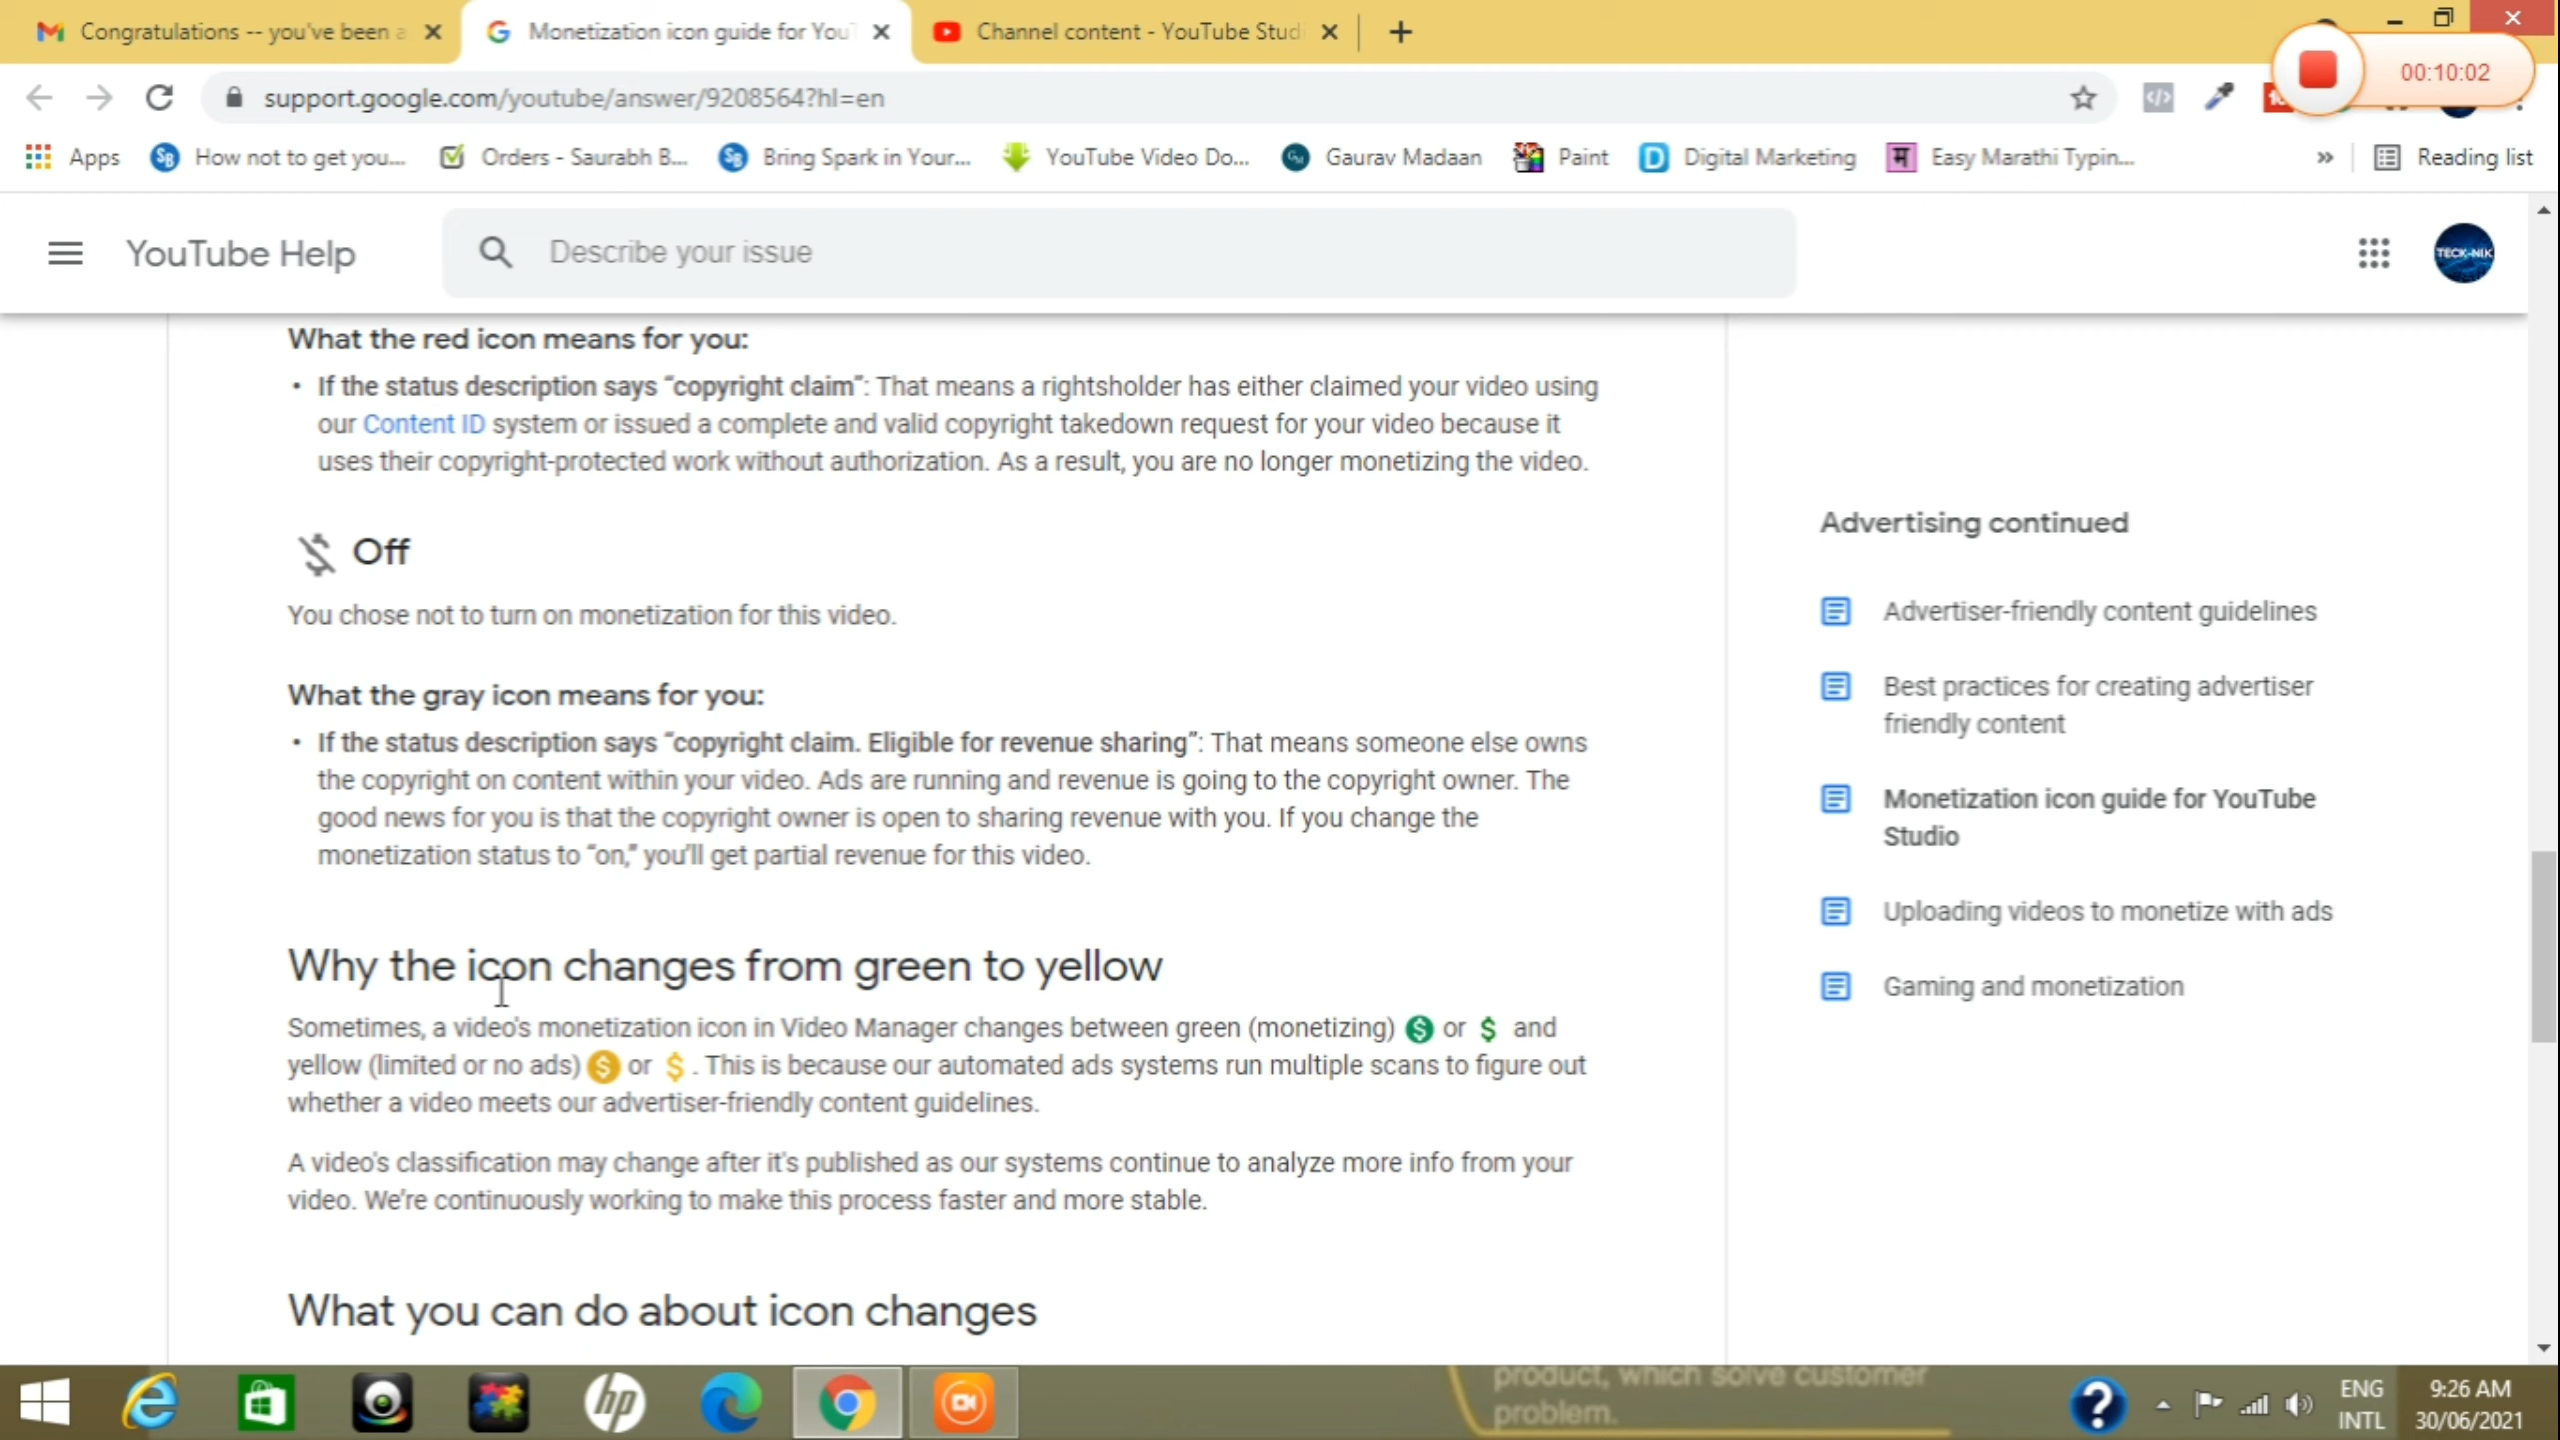 Congratulations -- you've been a
Monetization icon guide for YouT
Channel content - YouTube Studi
00:10:02
support.google.com/youtube/answer/9208564?hl=en
Apps
How not to get you...
Orders - Saurabh B...
Bring Spark in Your...
YouTube Video Do...
Gaurav Madaan
Paint
Digital Marketing
Easy Marathi Typin...
»
Reading list
YouTube Help
Describe your issue
TECK-NIK
What the red icon means for you:
• If the status description says “copyright claim”: That means a rightsholder has either claimed your video using
our Content ID system or issued a complete and valid copyright takedown request for your video because it
uses their copyright-protected work without authorization. As a result, you are no longer monetizing the video.
Off
You chose not to turn on monetization for this video.
What the gray icon means for you:
• If the status description says “copyright claim. Eligible for revenue sharing”: That means someone else owns
the copyright on content within your video. Ads are running and revenue is going to the copyright owner. The
good news for you is that the copyright owner is open to sharing revenue with you. If you change the
monetization status to “on,” you’ll get partial revenue for this video.
Why the icon changes from green to yellow
Sometimes, a video's monetization icon in Video Manager changes between green (monetizing) $ or $ and
yellow (limited or no ads) $ or $ . This is because our automated ads systems run multiple scans to figure out
whether a video meets our advertiser-friendly content guidelines.
A video's classification may change after it's published as our systems continue to analyze more info from your
video. We’re continuously working to make this process faster and more stable.
What you can do about icon changes
Advertising continued
Advertiser-friendly content guidelines
Best practices for creating advertiser
friendly content
Monetization icon guide for YouTube
Studio
Uploading videos to monetize with ads
Gaming and monetization
product, which solve customer
problem.
ENG
INTL
9:26 AM
30/06/2021